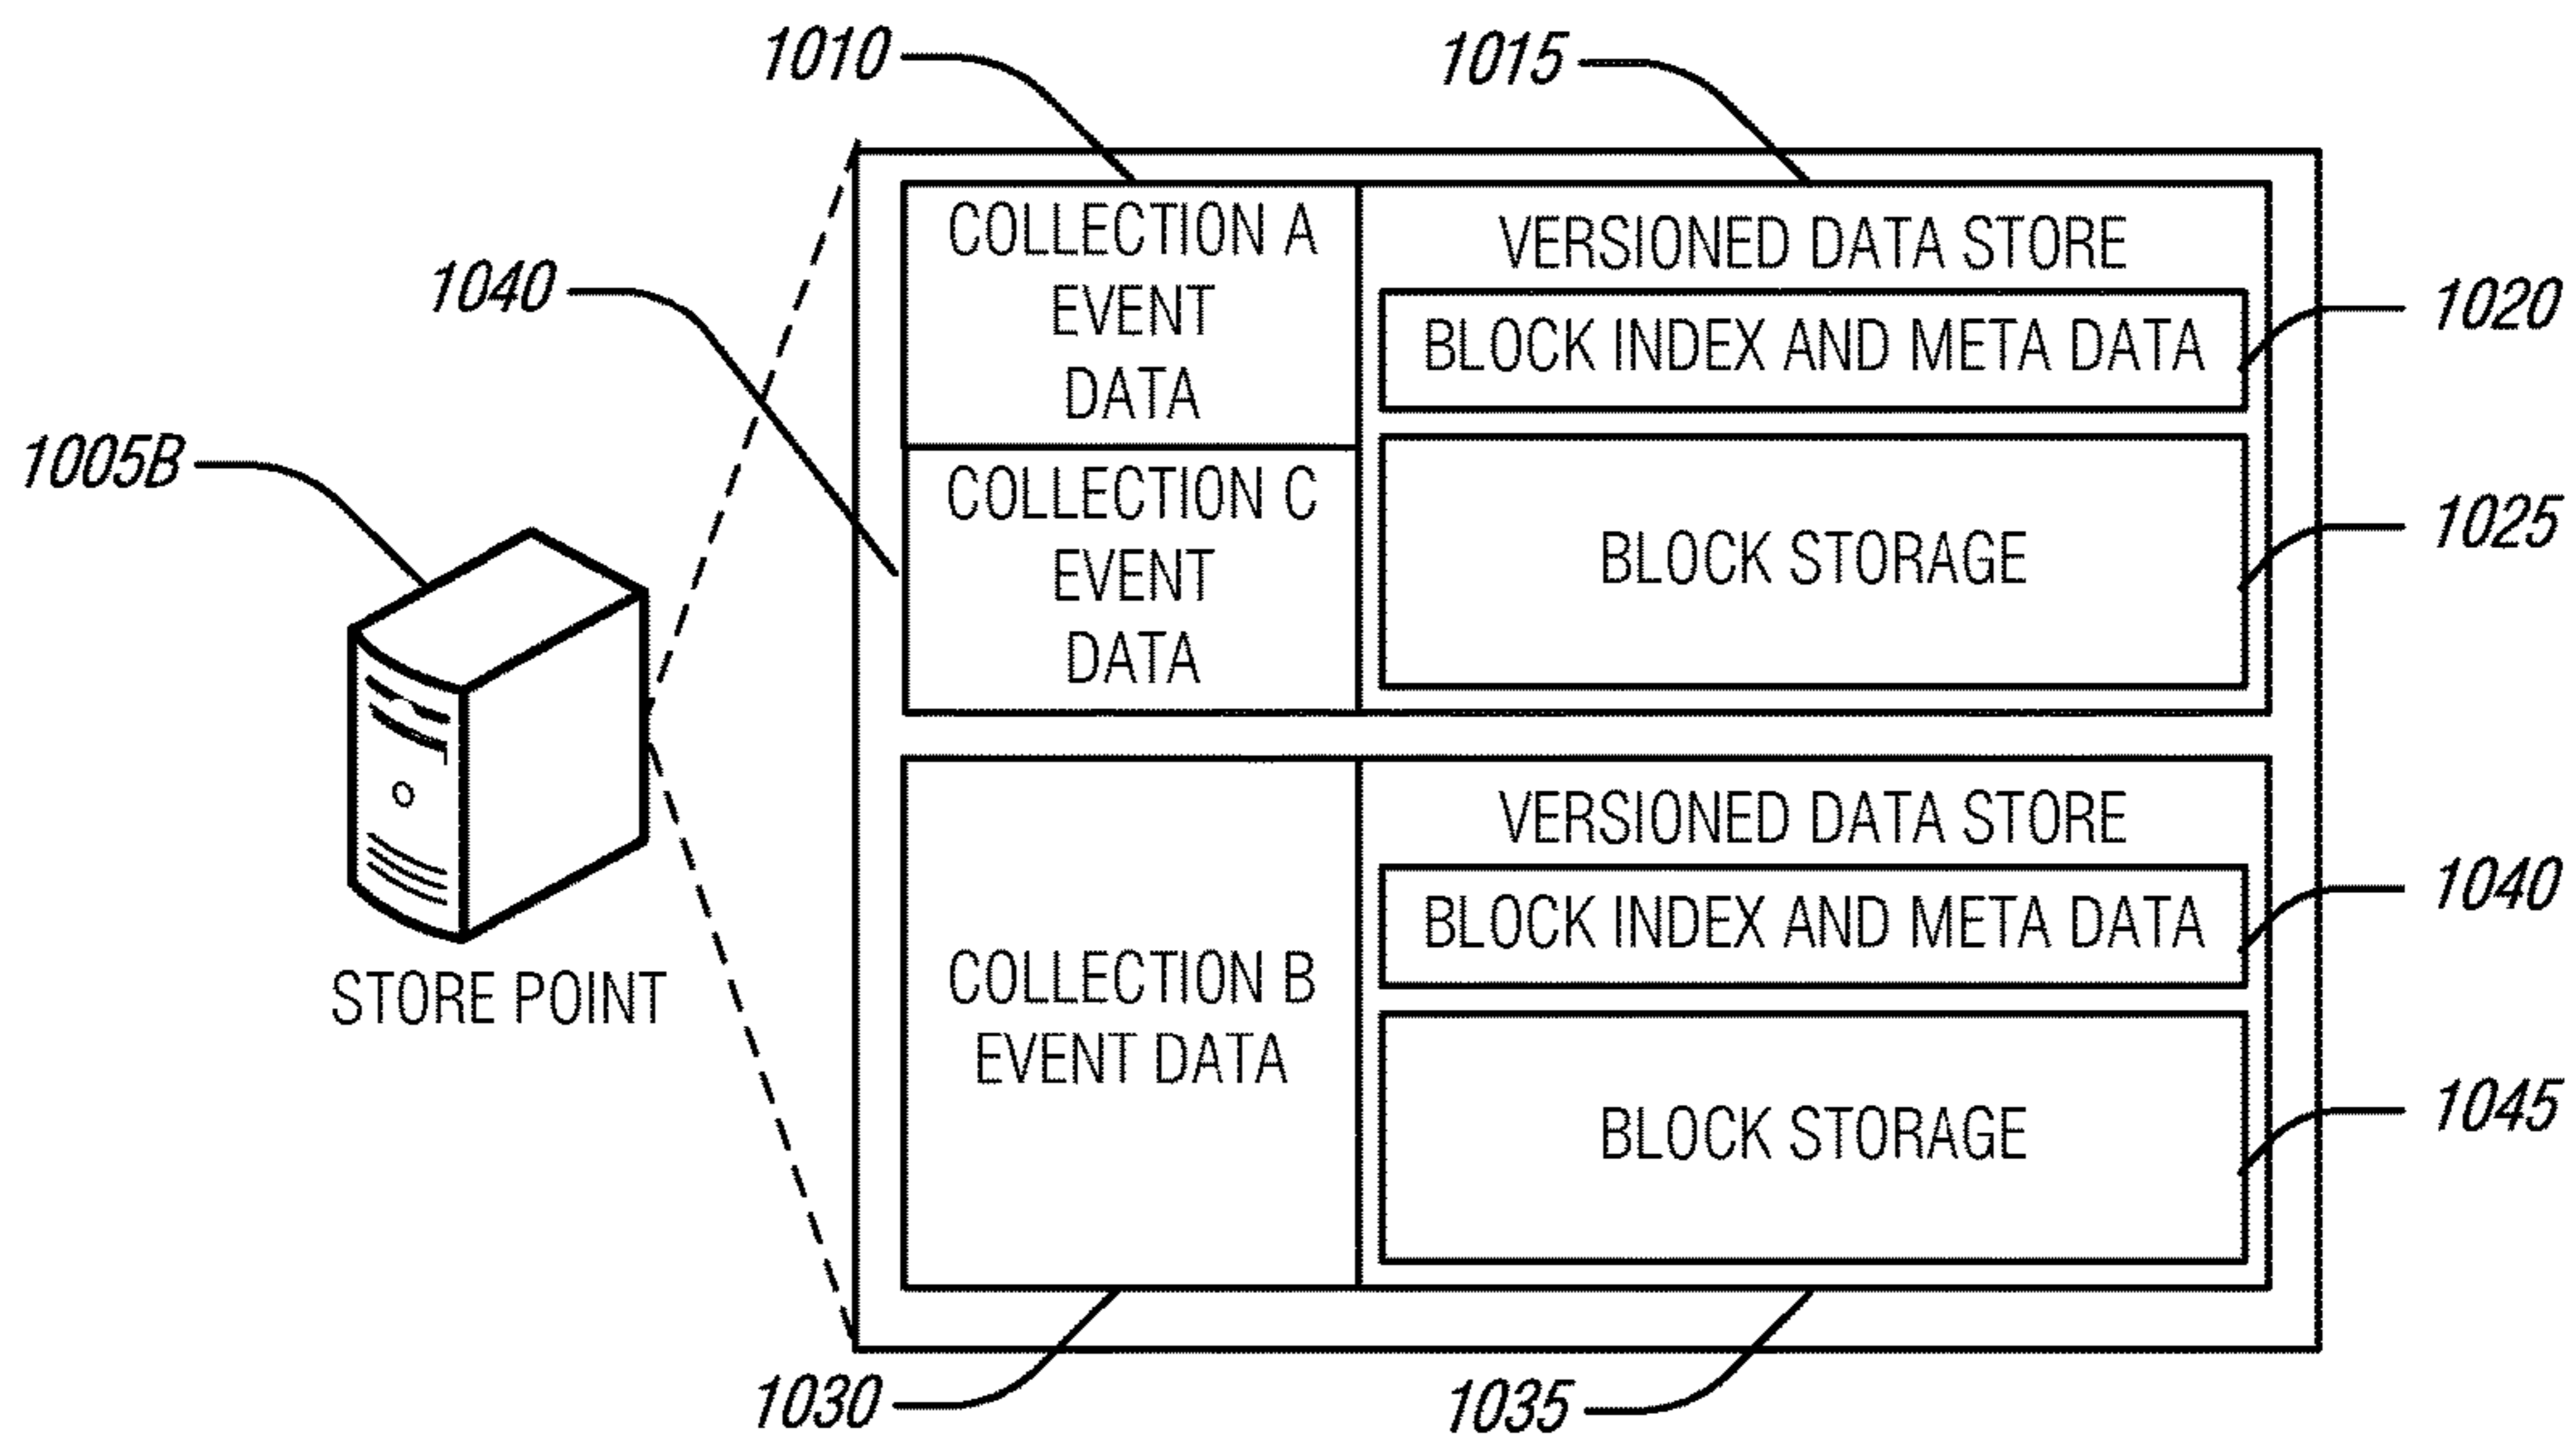 1010
1015
COLLECTION A
EVENT
DATA
VERSIONED DATA STORE
1040
BLOCK INDEX AND META DATA
1020
1005B
COLLECTION C
EVENT
DATA
BLOCK STORAGE
1025
STORE POINT
COLLECTION B
EVENT DATA
VERSIONED DATA STORE
BLOCK INDEX AND META DATA
1040
BLOCK STORAGE
1045
1030
1035